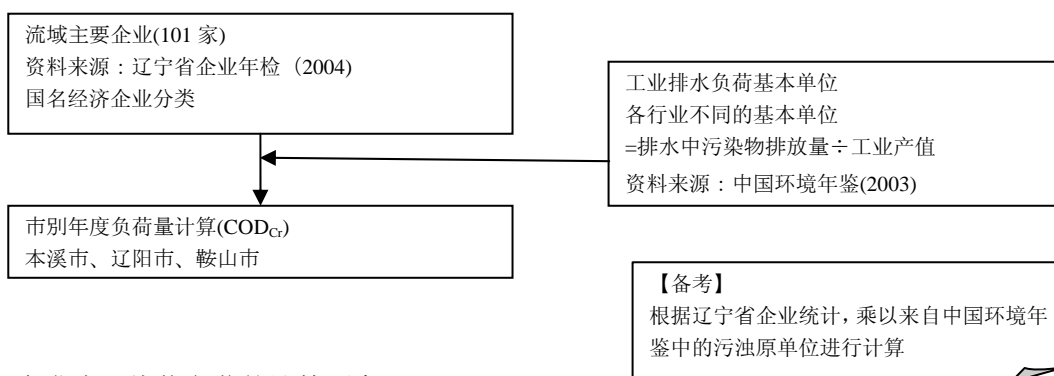 流域主要企业(101 家)
资料来源：辽宁省企业年检（2004)
国名经济企业分类
工业排水负荷基本单位
各行业不同的基本单位
=排水中污染物排放量÷工业产值
资料来源：中国环境年鉴(2003)
市別年度负荷量计算(CODCr)
本溪市、辽阳市、鞍山市
【备考】
根据辽宁省企业统计，乘以来自中国环境年
鉴中的污浊原单位进行计算